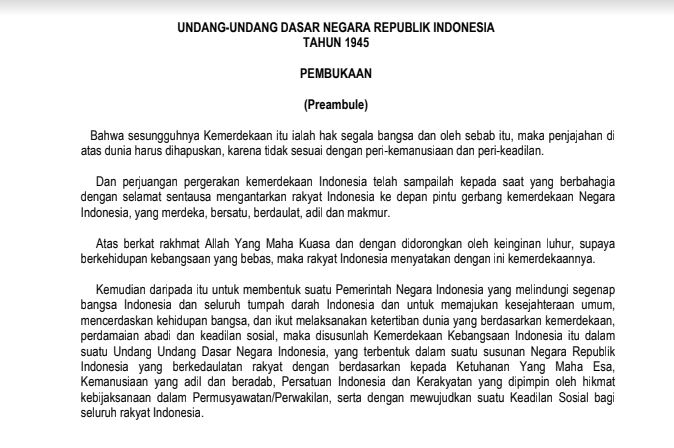 UNDANG-UNDANG DASAR NEGARA REPUBLIK INDONESIA
TAHUN 1945
PEMBUKAAN
(Preambule)
Bahwa sesungguhnya Kemerdekaan itu ialah hak segala bangsa dan oleh sebab itu, maka penjajahan di
atas dunia harus dihapuskan, karena tidak sesuai dengan peri-kemanusiaan dan peri-keadilan.
Dan perjuangan pergerakan kemerdekaan Indonesia telah sampailah kepada saat yang berbahagia
dengan selamat sentausa mengantarkan rakyat Indonesia ke depan pintu gerbang kemerdekaan Negara
Indonesia, yang merdeka, bersatu, berdaulat, adil dan makmur.
Atas berkat rakhmat Allah Yang Maha Kuasa dan dengan didorongkan oleh keinginan luhur, supaya
berkehidupan kebangsaan yang bebas, maka rakyat Indonesia menyatakan dengan ini kemerdekaannya.
Kemudian daripada itu untuk membentuk suatu Pemerintah Negara Indonesia yang melindungi segenap
bangsa Indonesia dan seluruh tumpah darah Indonesia dan untuk memajukan kesejahteraan umum,
mencerdaskan kehidupan bangsa, dan ikut melaksanakan ketertiban dunia yang berdasarkan kemerdekaan,
perdamaian abadi dan keadilan sosial, maka disusunlah Kemerdekaan Kebangsaan Indonesia itu dalam
suatu Undang Undang Dasar Negara Indonesia, yang terbentuk dalam suatu susunan Negara Republik
Indonesia yang berkedaulatan rakyat dengan berdasarkan kepada Ketuhanan Yang Maha Esa,
Kemanusiaan yang adil dan beradab, Persatuan Indonesia dan Kerakyatan yang dipimpin oleh hikmat
kebijaksanaan dalam Permusyawatan/Perwakilan, serta dengan mewujudkan suatu Keadilan Sosial bagi
seluruh rakyat Indonesia.